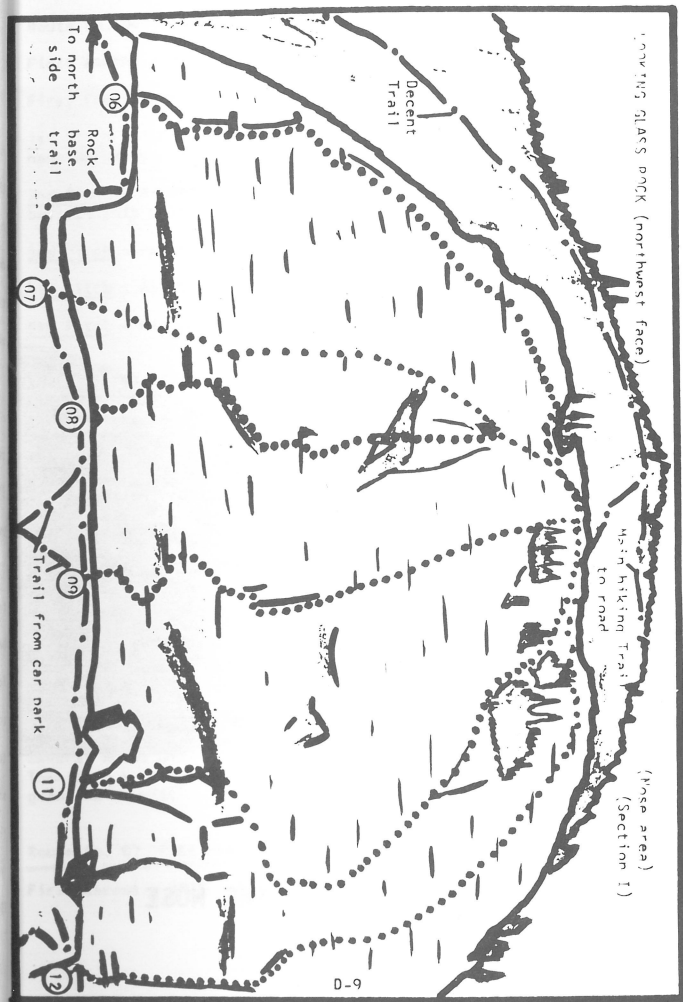 LOOKING GLASS ROCK (northwest face)
(Nose area)
(Section I)
Decent
Trail
Main hiking Trail
to road
To north
side
Rock
base
trail
Trail from car park
06
07
08
09
11
12
D-9
NOSE